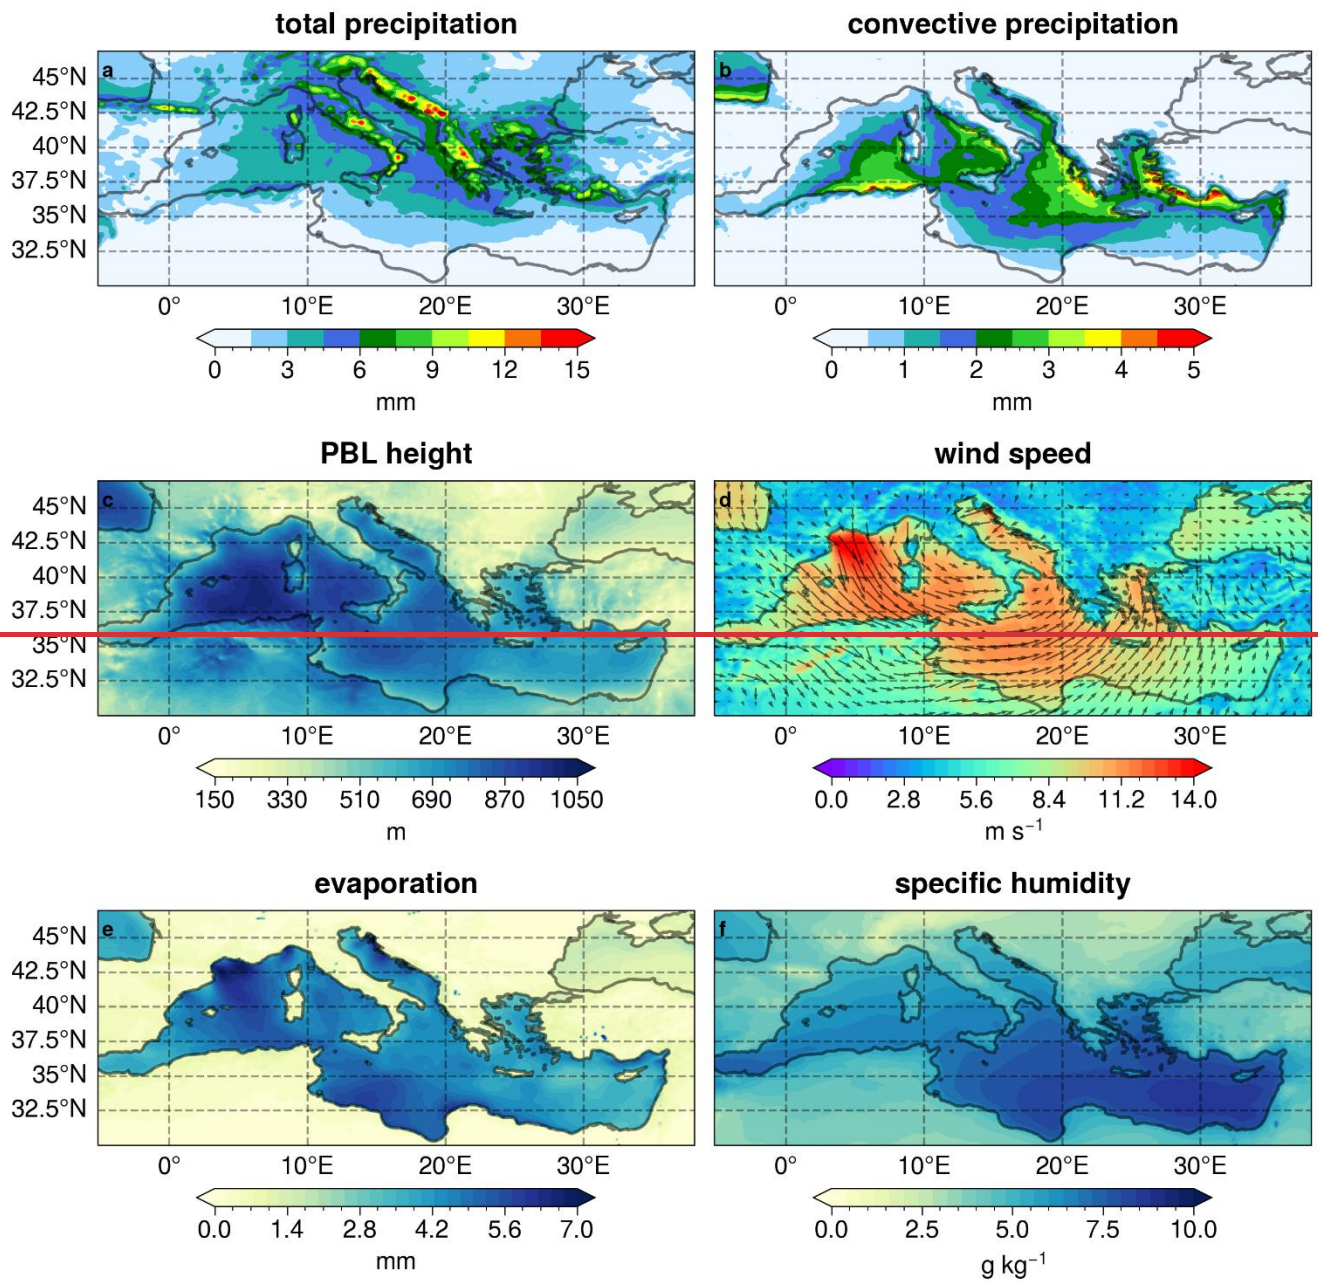 total precipitation
convective precipitation
a
45°N
42.5°N
40°N
37.5°N
35°N
32.5°N
0°
10°E
20°E
30°E
0 3 6 9 12 15
mm
b
0°
10°E
20°E
30°E
0 1 2 3 4 5
mm
PBL height
wind speed
c
45°N
42.5°N
40°N
37.5°N
35°N
32.5°N
0°
10°E
20°E
30°E
150 330 510 690 870 1050
m
d
0°
10°E
20°E
30°E
0.0 2.8 5.6 8.4 11.2 14.0
m s⁻¹
evaporation
specific humidity
e
45°N
42.5°N
40°N
37.5°N
35°N
32.5°N
0°
10°E
20°E
30°E
0.0 1.4 2.8 4.2 5.6 7.0
mm
f
0°
10°E
20°E
30°E
0.0 2.5 5.0 7.5 10.0
g kg⁻¹